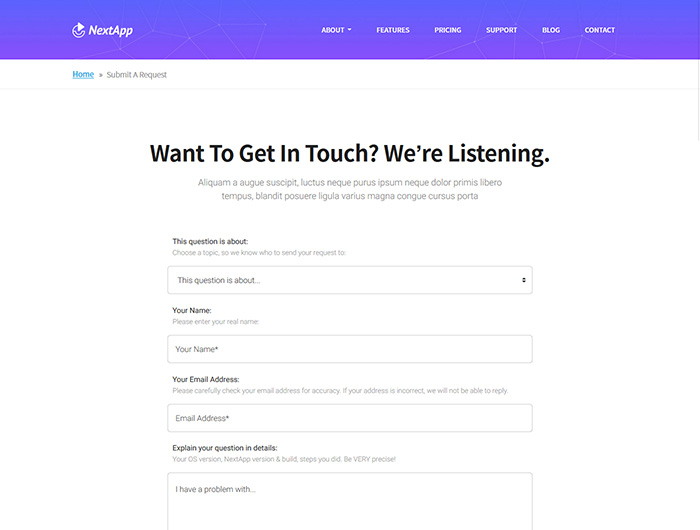 NextApp
ABOUT
FEATURES
PRICING
SUPPORT
BLOG
CONTACT
Home » Submit A Request
Want To Get In Touch? We're Listening.
Aliquam a augue suscipit, luctus neque purus ipsum neque dolor primis libero
tempus, blandit posuere ligula varius magna congue cursus porta
This question is about:
Choose a topic, so we know who to send your request to:
This question is about...
Your Name:
Please enter your real name:
Your Name*
Your Email Address:
Please carefully check your email address for accuracy. If your address is incorrect, we will not be able to reply.
Email Address*
Explain your question in details:
Your OS version, NextApp version & build, steps you did. Be VERY precise!
I have a problem with...